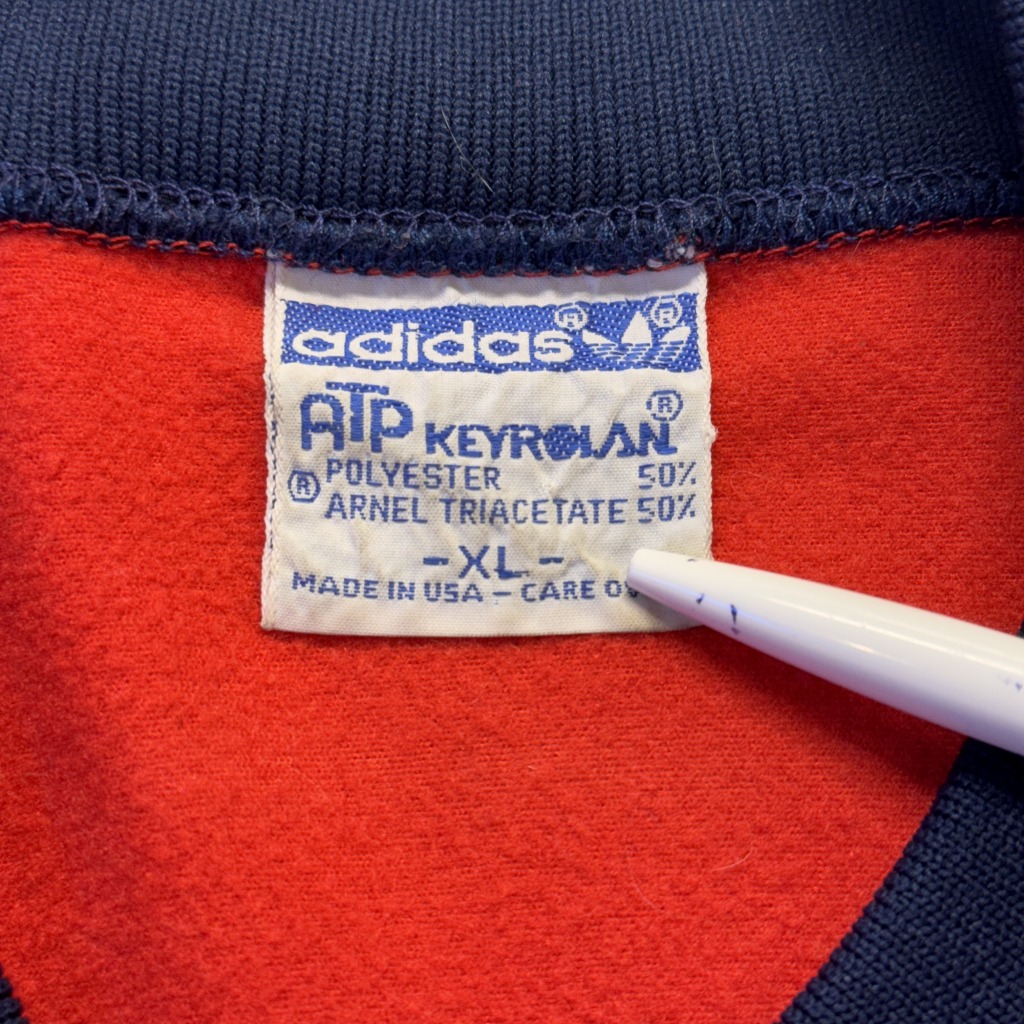 adidas®®
ATP KEYROLAN®
POLYESTER 50%
® ARNEL TRIACETATE 50%
-XL-
MADE IN USA - CARE